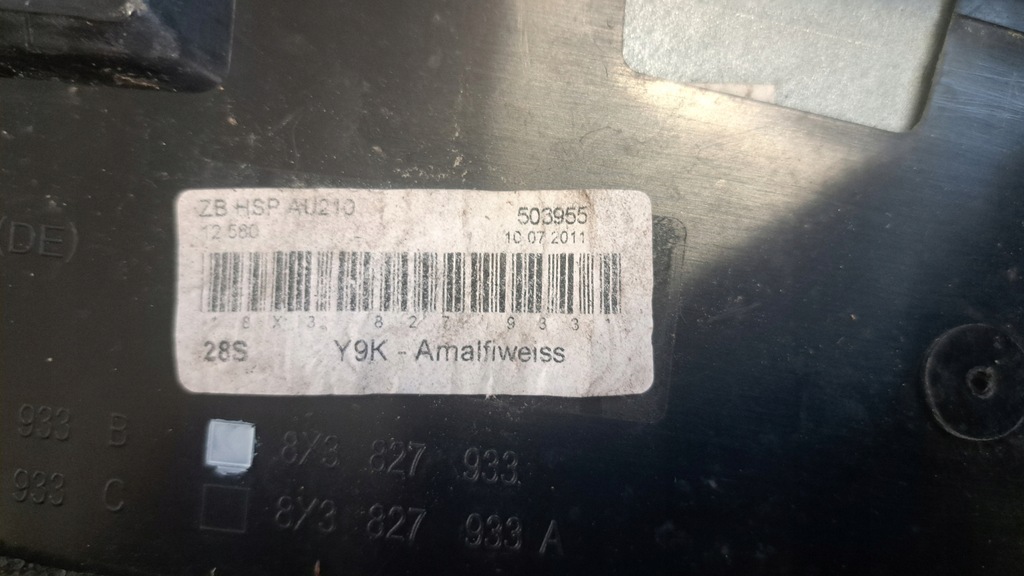 ZB HSP AU210
503955
12 560
10.07.2011
8X3 827 933
28S
Y9K - Amalfiweiss
(DE)
933 B
8X3 827 933
933 C
8X3 827 933 A